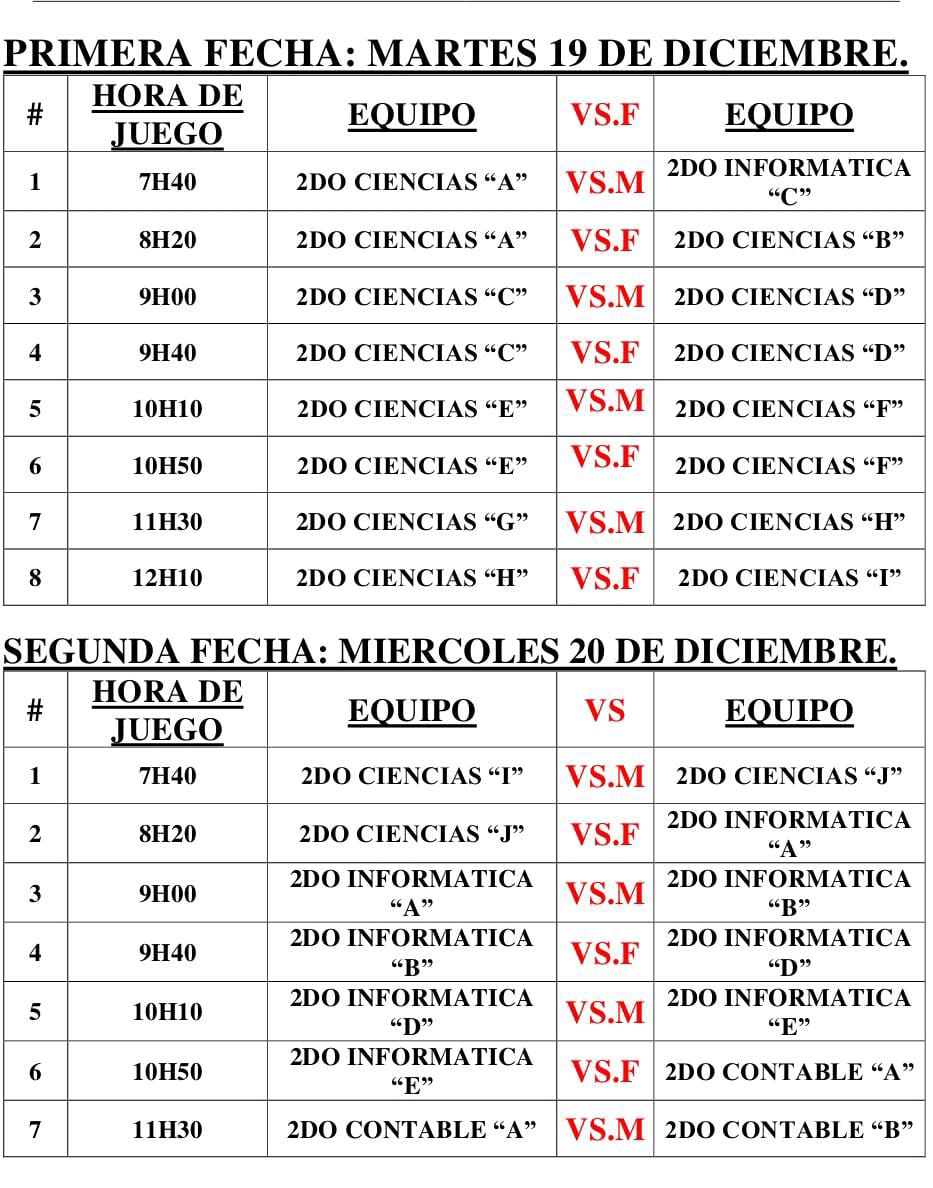 PRIMERA FECHA: MARTES 19 DE DICIEMBRE.
# HORA DE JUEGO EQUIPO VS.F EQUIPO
1 7H40 2DO CIENCIAS “A” VS.M 2DO INFORMATICA “C”
2 8H20 2DO CIENCIAS “A” VS.F 2DO CIENCIAS “B”
3 9H00 2DO CIENCIAS “C” VS.M 2DO CIENCIAS “D”
4 9H40 2DO CIENCIAS “C” VS.F 2DO CIENCIAS “D”
5 10H10 2DO CIENCIAS “E” VS.M 2DO CIENCIAS “F”
6 10H50 2DO CIENCIAS “E” VS.F 2DO CIENCIAS “F”
7 11H30 2DO CIENCIAS “G” VS.M 2DO CIENCIAS “H”
8 12H10 2DO CIENCIAS “H” VS.F 2DO CIENCIAS “I”
SEGUNDA FECHA: MIERCOLES 20 DE DICIEMBRE.
# HORA DE JUEGO EQUIPO VS EQUIPO
1 7H40 2DO CIENCIAS “I” VS.M 2DO CIENCIAS “J”
2 8H20 2DO CIENCIAS “J” VS.F 2DO INFORMATICA “A”
3 9H00 2DO INFORMATICA “A” VS.M 2DO INFORMATICA “B”
4 9H40 2DO INFORMATICA “B” VS.F 2DO INFORMATICA “D”
5 10H10 2DO INFORMATICA “D” VS.M 2DO INFORMATICA “E”
6 10H50 2DO INFORMATICA “E” VS.F 2DO CONTABLE “A”
7 11H30 2DO CONTABLE “A” VS.M 2DO CONTABLE “B”